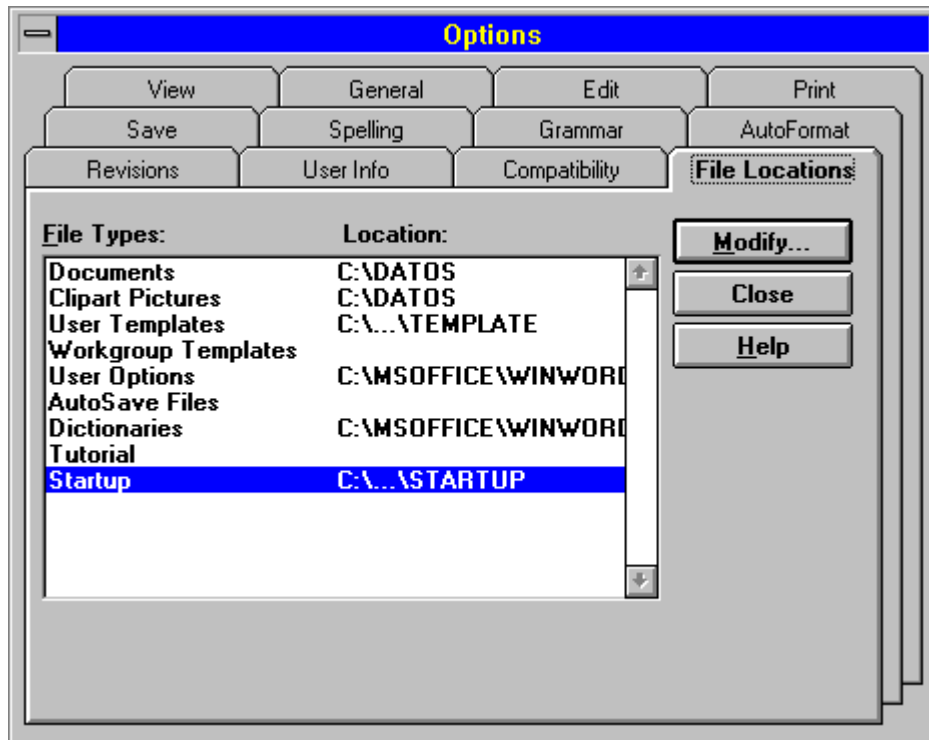 Options
View General Edit Print
Save Spelling Grammar AutoFormat
Revisions User Info Compatibility File Locations
File Types: Location:
Modify...
Documents C:\DATOS
Clipart Pictures C:\DATOS
Close
User Templates C:\...\TEMPLATE
Workgroup Templates
Help
User Options C:\MSOFFICE\WINWORD
AutoSave Files
Dictionaries C:\MSOFFICE\WINWORD
Tutorial
Startup C:\...\STARTUP